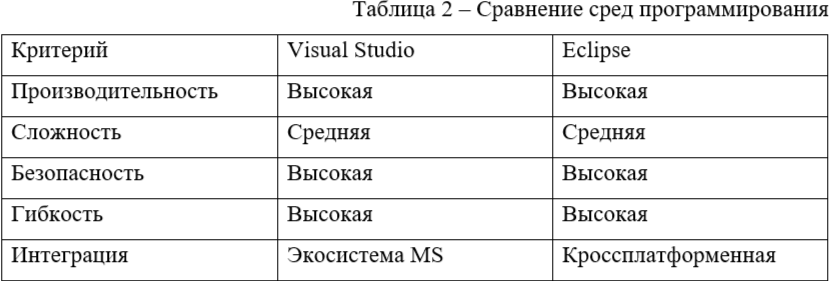 Таблица 2 – Сравнение сред программирования
Критерий Visual Studio Eclipse
Производительность Высокая Высокая
Сложность Средняя Средняя
Безопасность Высокая Высокая
Гибкость Высокая Высокая
Интеграция Экосистема MS Кроссплатформенная